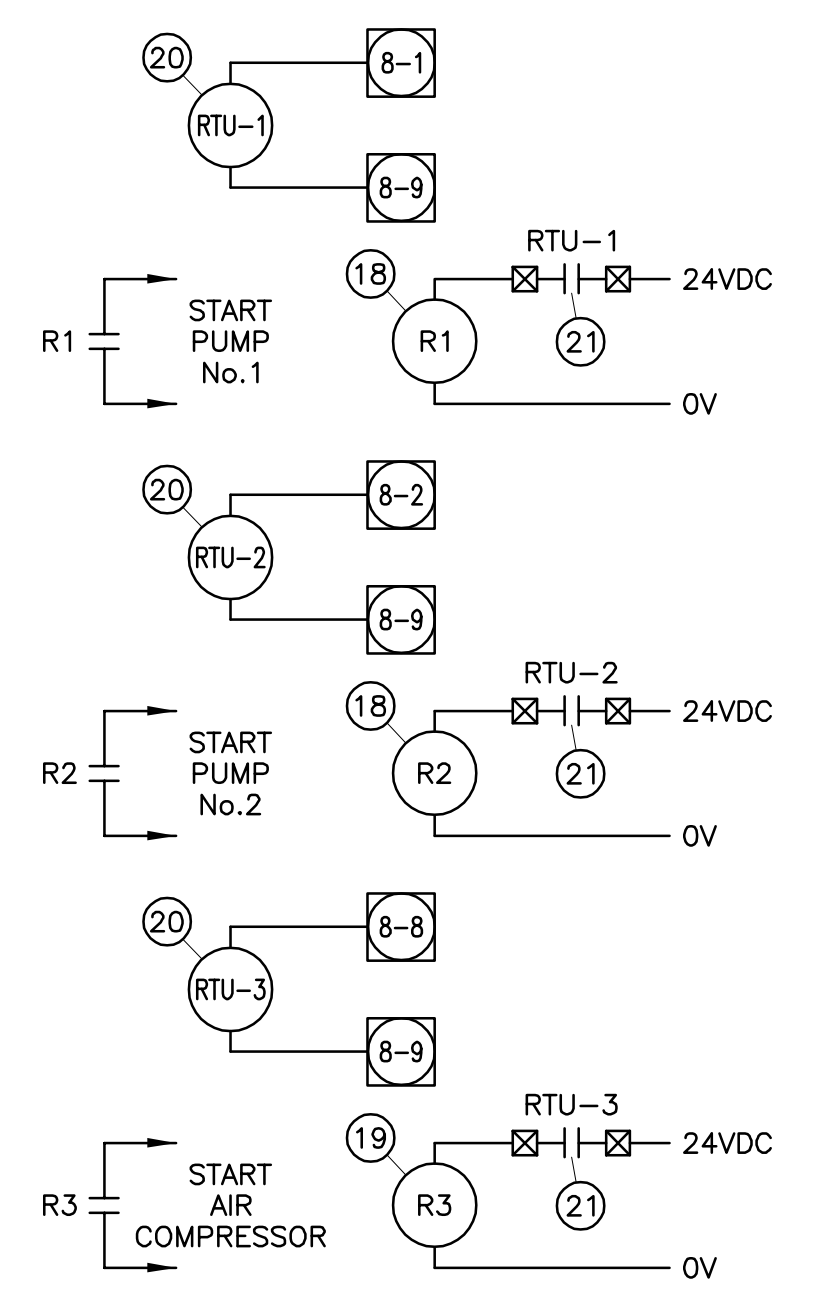 20
8-1
RTU-1
8-9
RTU-1
18
24VDC
START
R1
PUMP
R1
21
No.1
0V
20
8-2
RTU-2
8-9
RTU-2
18
24VDC
START
R2
PUMP
R2
21
No.2
0V
20
8-8
RTU-3
8-9
RTU-3
19
24VDC
START
R3
AIR
R3
21
COMPRESSOR
0V